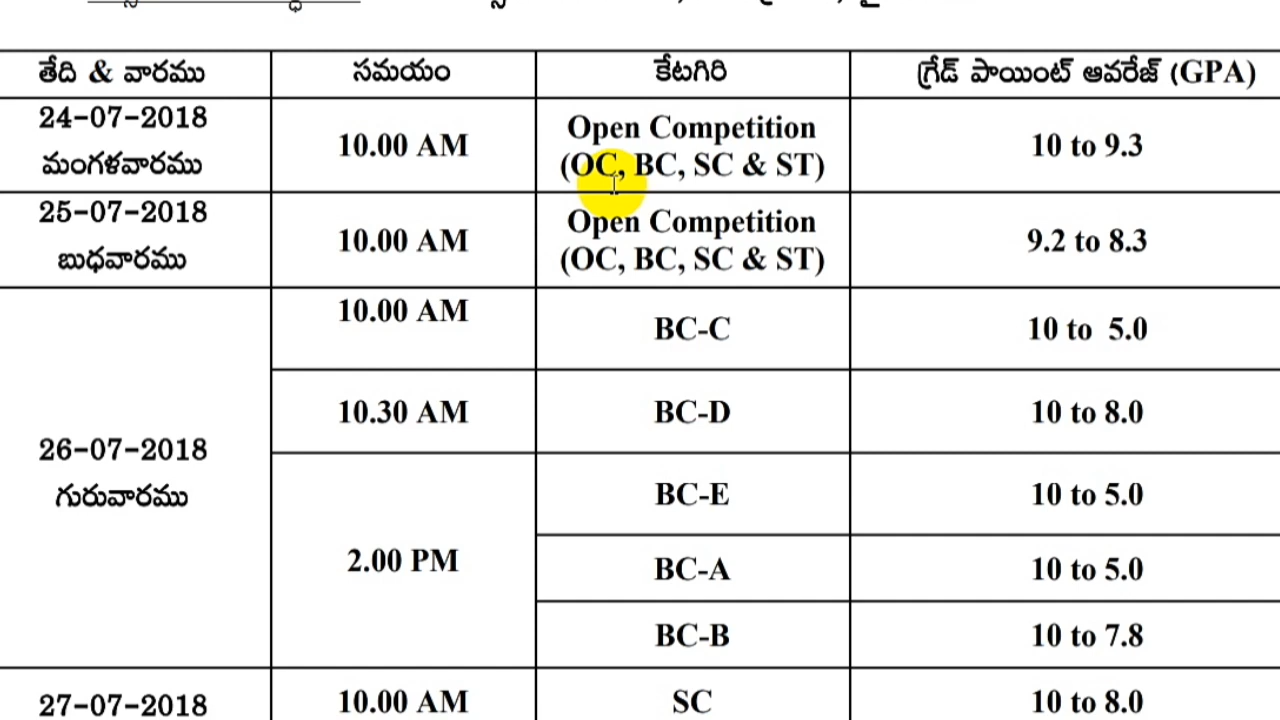 తేది & వారము సమయం కేటగిరి గ్రేడ్ పాయింట్ ఆవరేజ్ (GPA)
24-07-2018
మంగళవారము
10.00 AM
Open Competition
(OC, BC, SC & ST)
10 to 9.3
25-07-2018
బుధవారము
10.00 AM
Open Competition
(OC, BC, SC & ST)
9.2 to 8.3
26-07-2018
గురువారము
10.00 AM
BC-C
10 to 5.0
10.30 AM
BC-D
10 to 8.0
2.00 PM
BC-E
10 to 5.0
BC-A
10 to 5.0
BC-B
10 to 7.8
27-07-2018
10.00 AM
SC
10 to 8.0